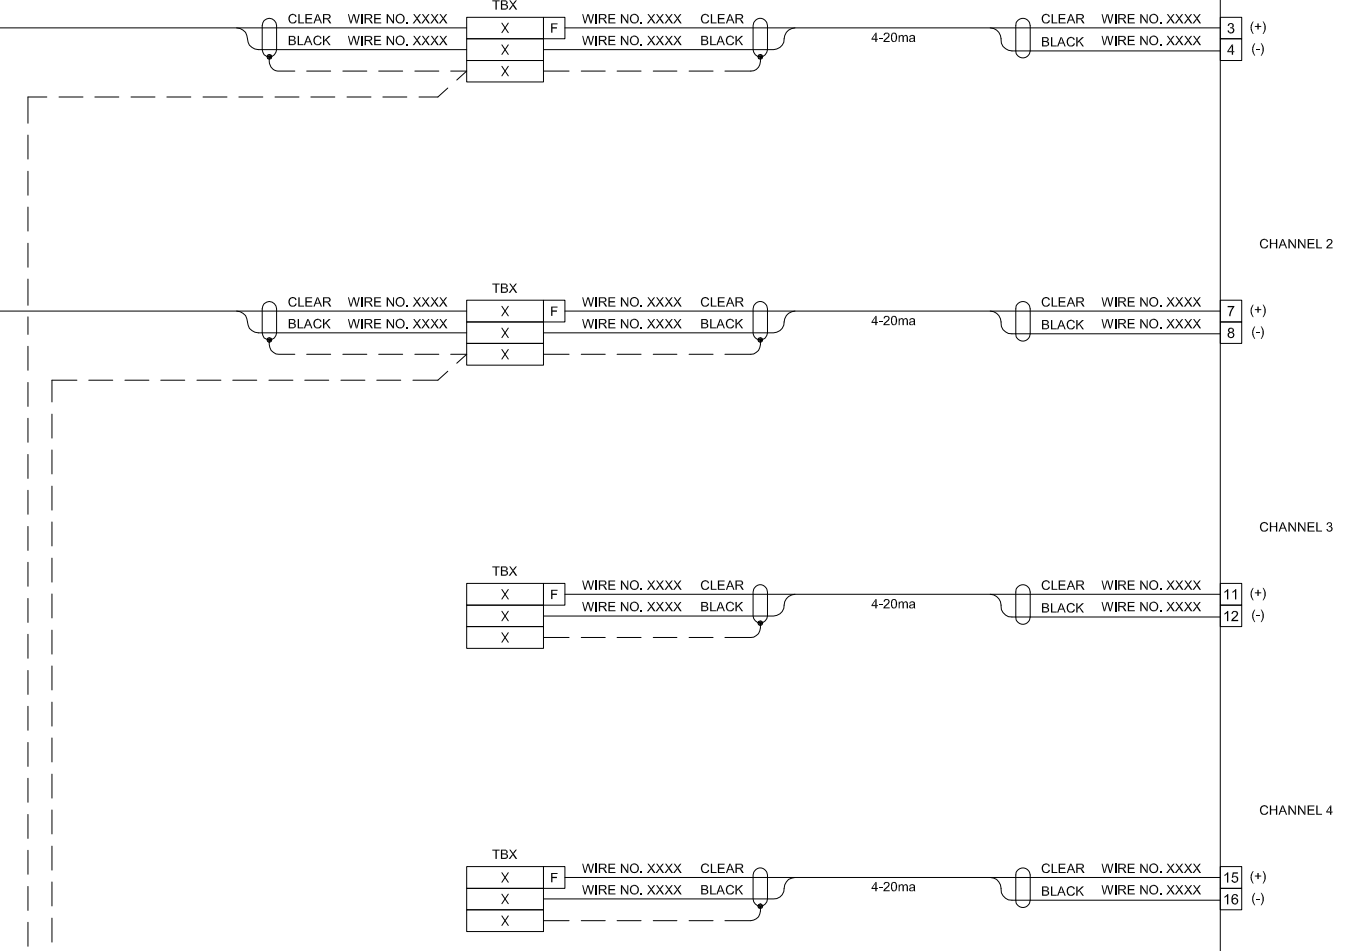 TBX
CLEAR WIRE NO. XXXX X F WIRE NO. XXXX CLEAR CLEAR WIRE NO. XXXX 3 (+)
4-20ma
BLACK WIRE NO. XXXX X WIRE NO. XXXX BLACK BLACK WIRE NO. XXXX 4 (-)
X
CHANNEL 2
TBX
CLEAR WIRE NO. XXXX X F WIRE NO. XXXX CLEAR CLEAR WIRE NO. XXXX 7 (+)
4-20ma
BLACK WIRE NO. XXXX X WIRE NO. XXXX BLACK BLACK WIRE NO. XXXX 8 (-)
X
CHANNEL 3
TBX
X F WIRE NO. XXXX CLEAR CLEAR WIRE NO. XXXX 11 (+)
4-20ma
X WIRE NO. XXXX BLACK BLACK WIRE NO. XXXX 12 (-)
X
CHANNEL 4
TBX
X F WIRE NO. XXXX CLEAR CLEAR WIRE NO. XXXX 15 (+)
4-20ma
X WIRE NO. XXXX BLACK BLACK WIRE NO. XXXX 16 (-)
X